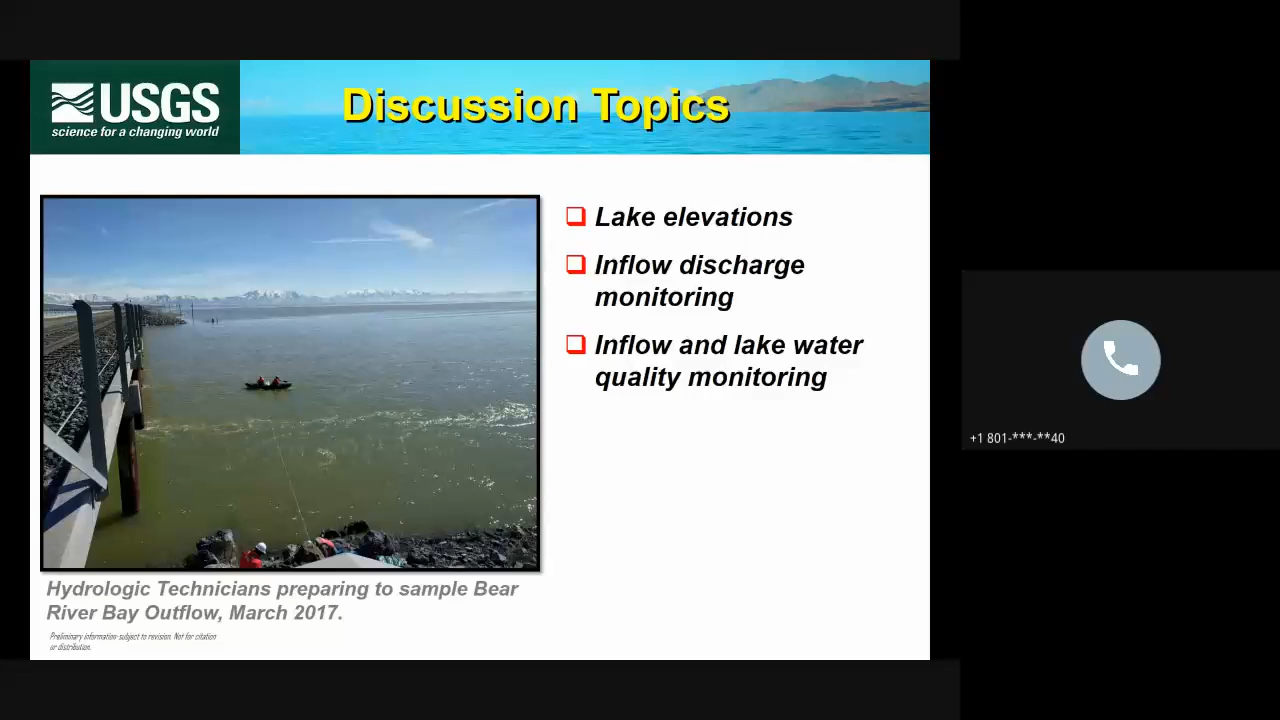 USGS
science for a changing world
Discussion Topics
Lake elevations
Inflow discharge
monitoring
Inflow and lake water
quality monitoring
Hydrologic Technicians preparing to sample Bear
River Bay Outflow, March 2017.
Preliminary information-subject to revision. Not for citation
or distribution.
+1 801-***-**40